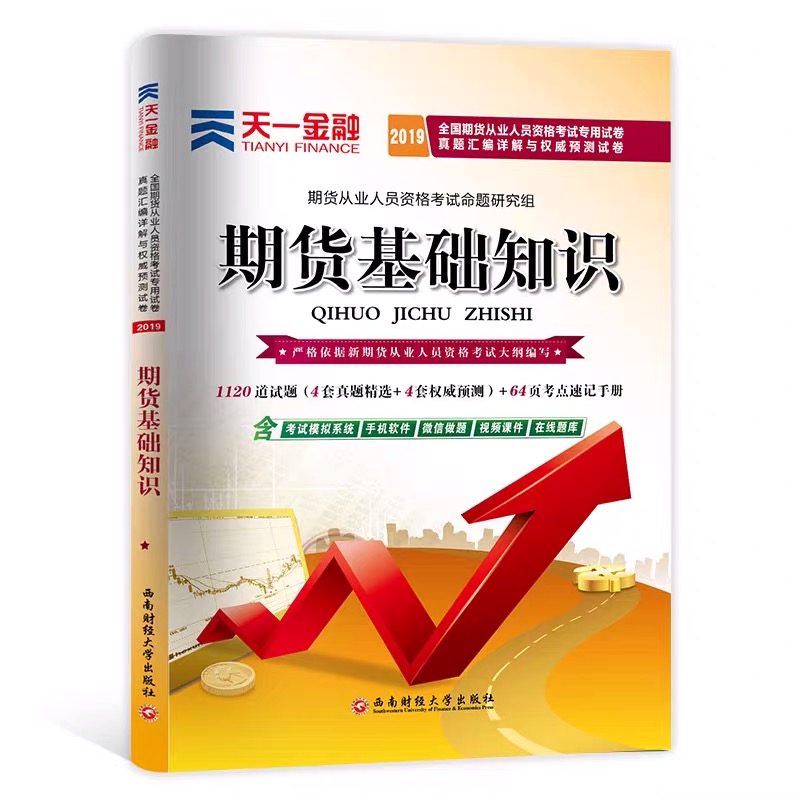 天一金融
TIANYI FINANCE
2019
全国期货从业人员资格考试专用试卷
真题汇编详解与权威预测试卷
期货从业人员资格考试命题研究组
期货基础知识
QIHUO JICHU ZHISHI
★严格依据新期货从业人员资格考试大纲编写★
1120道试题（4套真题精选+4套权威预测）+64页考点速记手册
含 考试模拟系统 手机软件 微信做题 视频课件 在线题库
西南财经大学出版社
Southwestern University of Finance & Economics Press
天一金融
TIANYI FINANCE
全国期货从业人员资格考试专用试卷
真题汇编详解与权威预测试卷
2019
期货基础知识
★
西南财经大学出版社